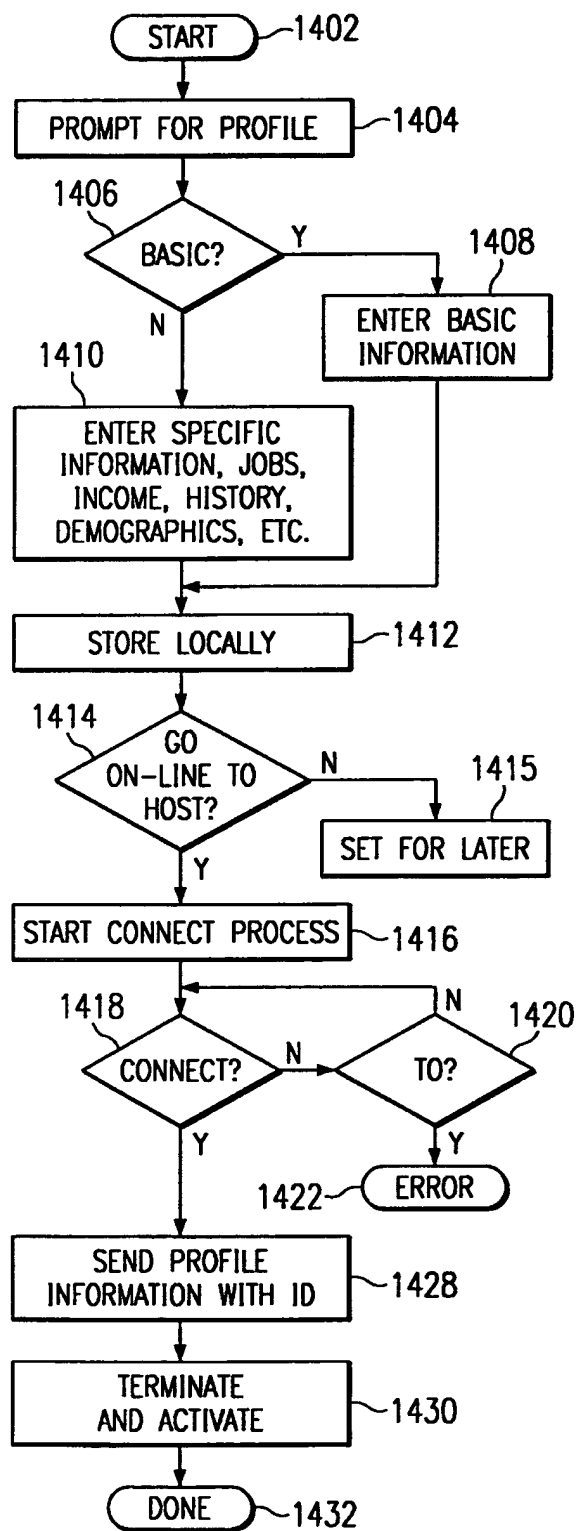 START
1402
PROMPT FOR PROFILE
1404
1406
BASIC?
Y
N
1408
ENTER BASIC
INFORMATION
1410
ENTER SPECIFIC
INFORMATION, JOBS,
INCOME, HISTORY,
DEMOGRAPHICS, ETC.
STORE LOCALLY
1412
1414
GO
ON-LINE TO
HOST?
N
Y
1415
SET FOR LATER
START CONNECT PROCESS
1416
1418
CONNECT?
N
Y
N
1420
TO?
Y
1422
ERROR
SEND PROFILE
INFORMATION WITH ID
1428
TERMINATE
AND ACTIVATE
1430
DONE
1432